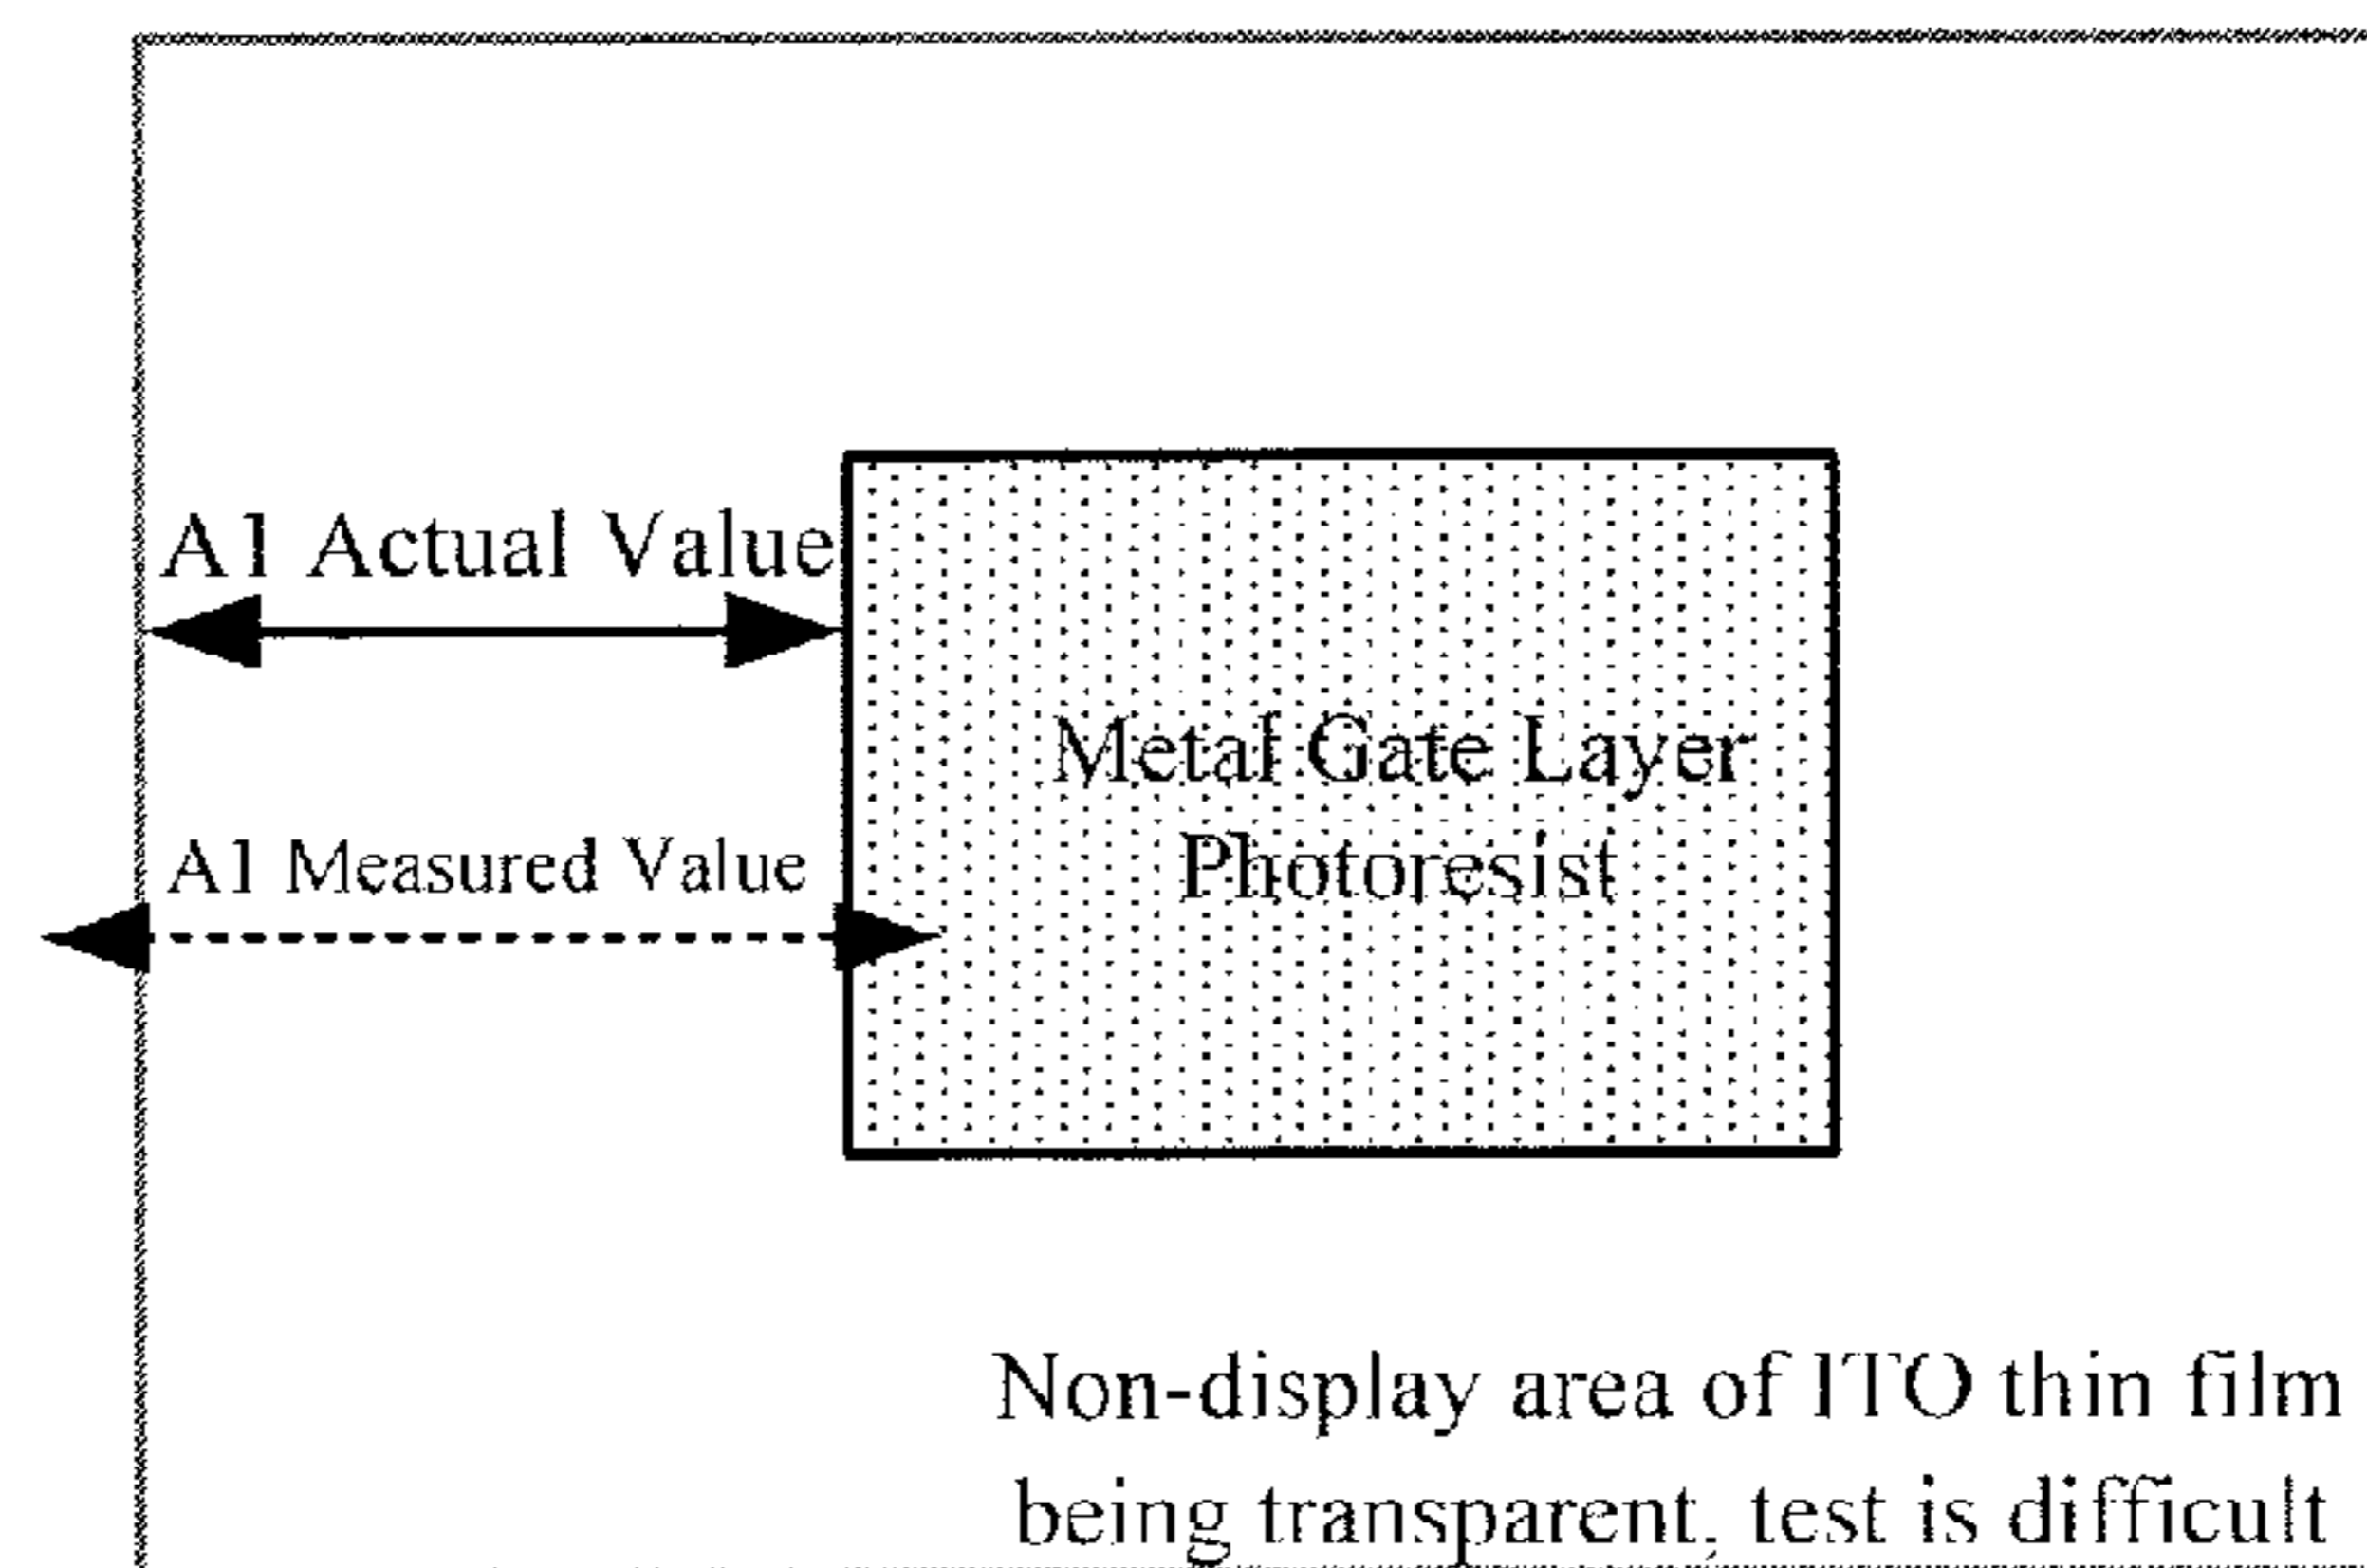 A1 Actual Value
Metal Gate Layer
Photoresist
A1 Measured Value
Non-display area of ITO thin film
being transparent, test is difficult